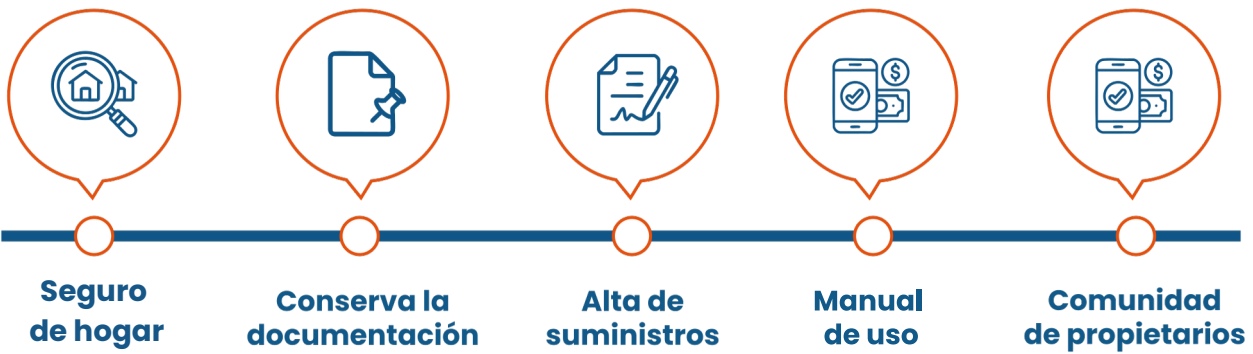 Seguro
de hogar
Conserva la
documentación
Alta de
suministros
Manual
de uso
Comunidad
de propietarios